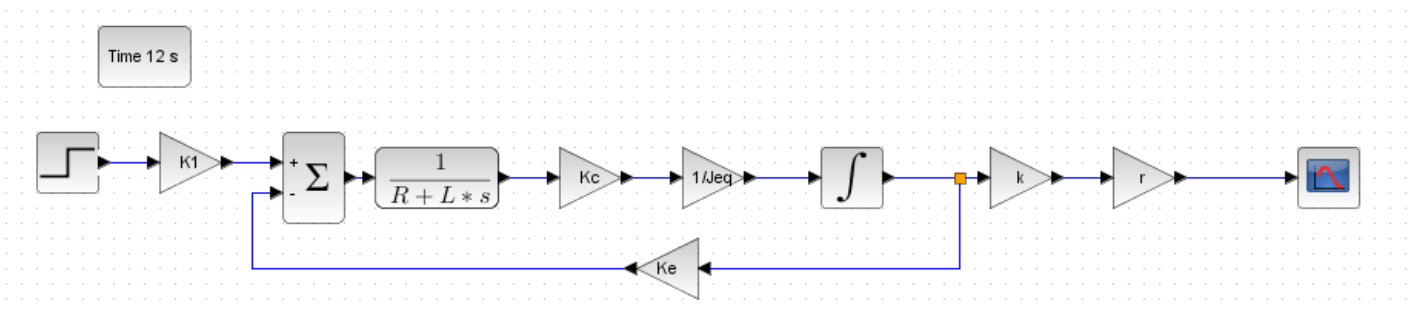 Time 12 s
K1
+
-
Σ
1
R + L * s
Kc
1/Jeq
∫
k
r
Ke